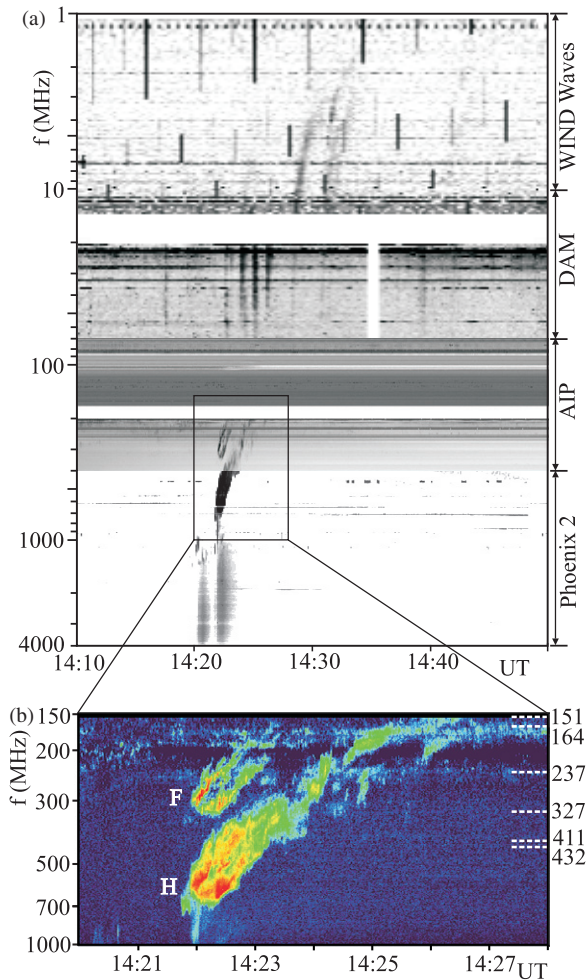 (a)
1
f (MHz)
10
100
1000
4000
WIND Waves
DAM
AIP
Phoenix 2
14:10
14:20
14:30
14:40
UT
(b)
150
f (MHz)
200
300
500
700
1000
F
H
151
164
237
327
411
432
14:21
14:23
14:25
14:27
UT